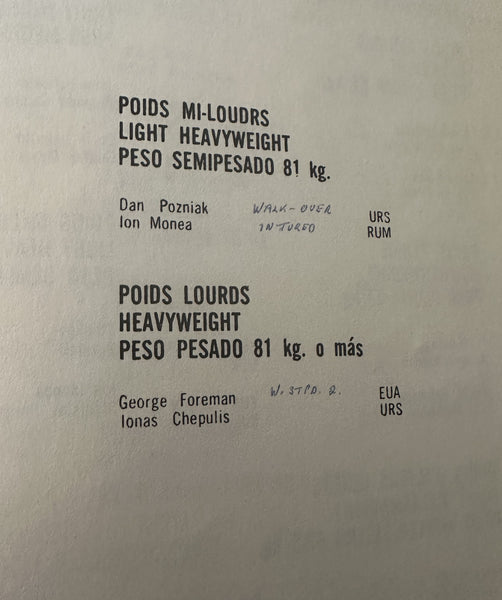 POIDS MI-LOUDRS
LIGHT HEAVYWEIGHT
PESO SEMIPESADO 81 kg.
Dan Pozniak WALK-OVER URS
Ion Monea INTURED RUM
POIDS LOURDS
HEAVYWEIGHT
PESO PESADO 81 kg. o más
George Foreman W. STPD. 2. EUA
Ionas Chepulis URS